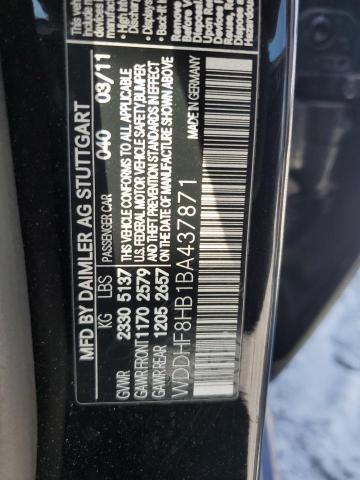 MFD BY DAIMLER AG STUTTGART
PASSENGER CAR 040 03/11
KG LBS
GVWR 2330 5137
GAWR FRONT 1170 2579
GAWR REAR 1205 2657
THIS VEHICLE CONFORMS TO ALL APPLICABLE
U.S. FEDERAL MOTOR VEHICLE SAFETY, BUMPER
AND THEFT PREVENTION STANDARDS IN EFFECT
ON THE DATE OF MANUFACTURE SHOWN ABOVE
MADE IN GERMANY
WDDHF8HB1BA437871